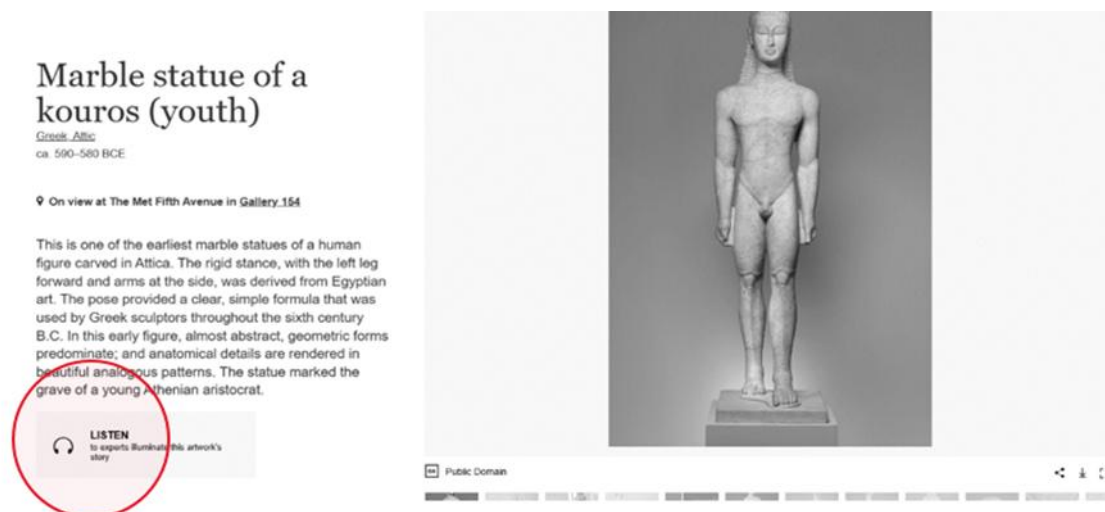 Marble statue of a
kouros (youth)
Greek, Attic
ca. 590–580 BCE
On view at The Met Fifth Avenue in Gallery 154
This is one of the earliest marble statues of a human
figure carved in Attica. The rigid stance, with the left leg
forward and arms at the side, was derived from Egyptian
art. The pose provided a clear, simple formula that was
used by Greek sculptors throughout the sixth century
B.C. In this early figure, almost abstract, geometric forms
predominate; and anatomical details are rendered in
beautiful analogous patterns. The statue marked the
grave of a young Athenian aristocrat.
LISTEN
to experts illuminate this artwork's
story
Public Domain